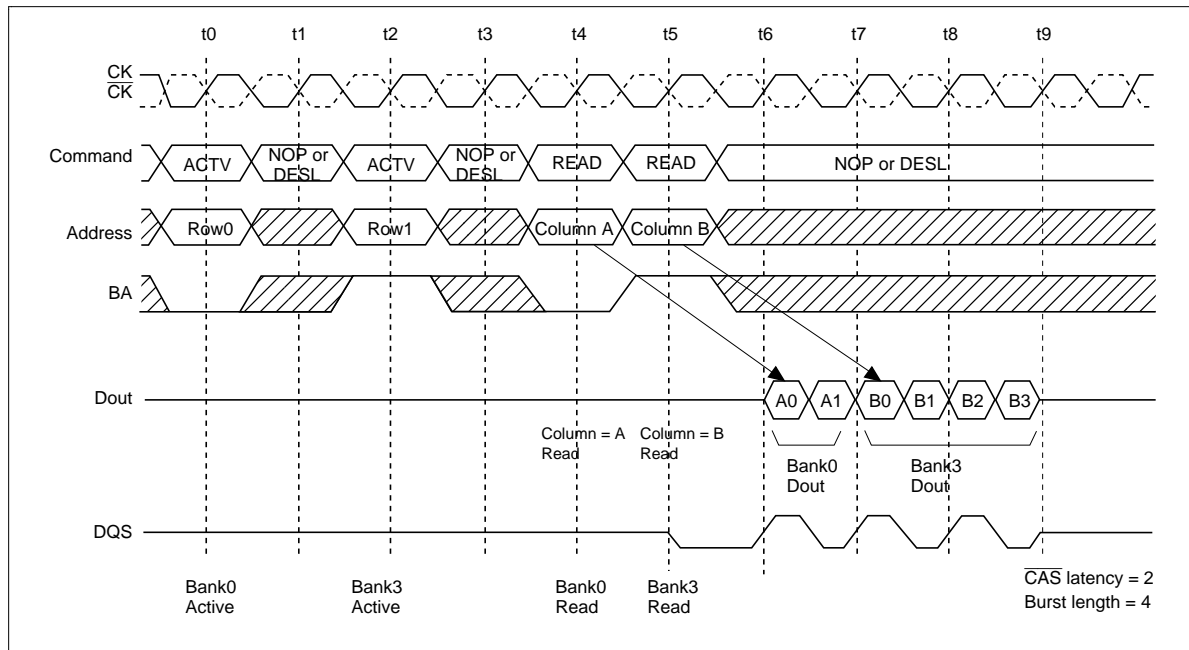 t0 t1 t2 t3 t4 t5 t6 t7 t8 t9
CK
CK
Command
ACTV
NOP or
DESL
ACTV
NOP or
DESL
READ
READ
NOP or DESL
Address
Row0
Row1
Column A
Column B
BA
Dout
A0 A1 B0 B1 B2 B3
Column = A
Read
Column = B
Read
Bank0
Dout
Bank3
Dout
DQS
Bank0
Active
Bank3
Active
Bank0
Read
Bank3
Read
CAS latency = 2
Burst length = 4